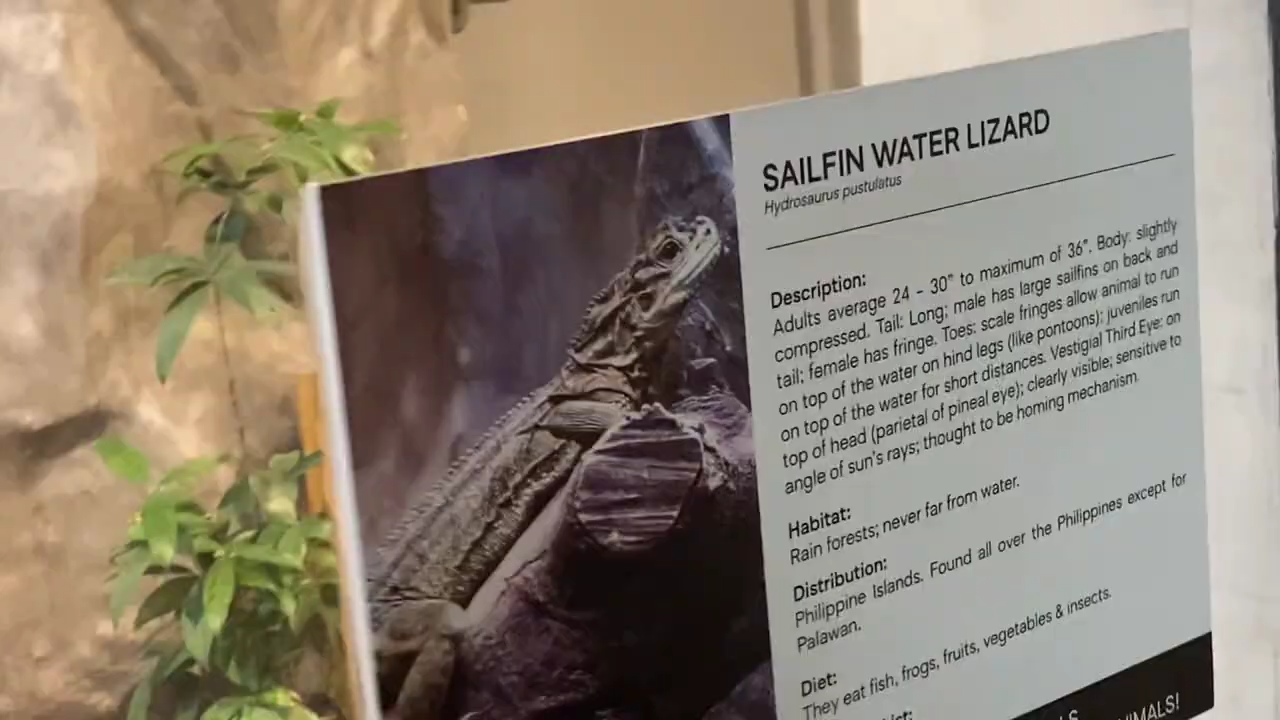 SAILFIN WATER LIZARD
Hydrosaurus pustulatus
Description:
Adults average 24 - 30" to maximum of 36". Body: slightly
compressed. Tail: Long; male has large sailfins on back and
tail; female has fringe. Toes: scale fringes allow animal to run
on top of the water on hind legs (like pontoons); juveniles run
on top of the water for short distances. Vestigial Third Eye: on
top of head (parietal of pineal eye); clearly visible; sensitive to
angle of sun's rays; thought to be homing mechanism.
Habitat:
Rain forests; never far from water.
Distribution:
Philippine Islands. Found all over the Philippines except for
Palawan.
Diet:
They eat fish, frogs, fruits, vegetables & insects.